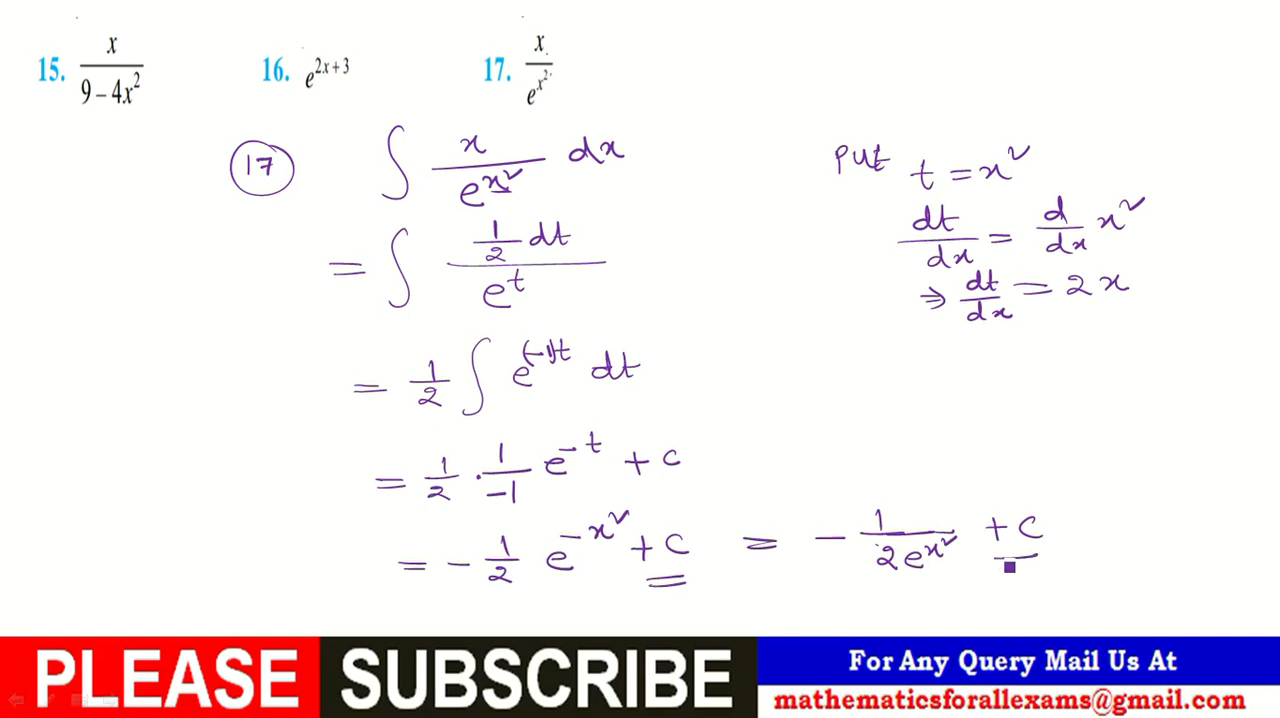 15. x/(9 – 4x²) 16. e^(2x+3) 17. x/e^(x²)
17 ∫ x/e^(x²) dx
= ∫ (1/2 dt)/e^t
= 1/2 ∫ e^((-1)t) dt
= 1/2 · 1/-1 e^(-t) + c
= - 1/2 e^(-x²) + c = - 1/(2e^(x²)) + c
put t = x²
dt/dx = d/dx x²
⇒ dt/dx = 2x
PLEASE SUBSCRIBE
For Any Query Mail Us At
mathematicsforallexams@gmail.com